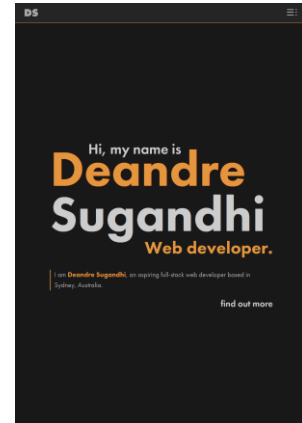 DS
Hi, my name is
Deandre
Sugandhi
Web developer.
I am Deandre Sugandhi, an aspiring full-stack web developer based in
Sydney, Australia.
find out more